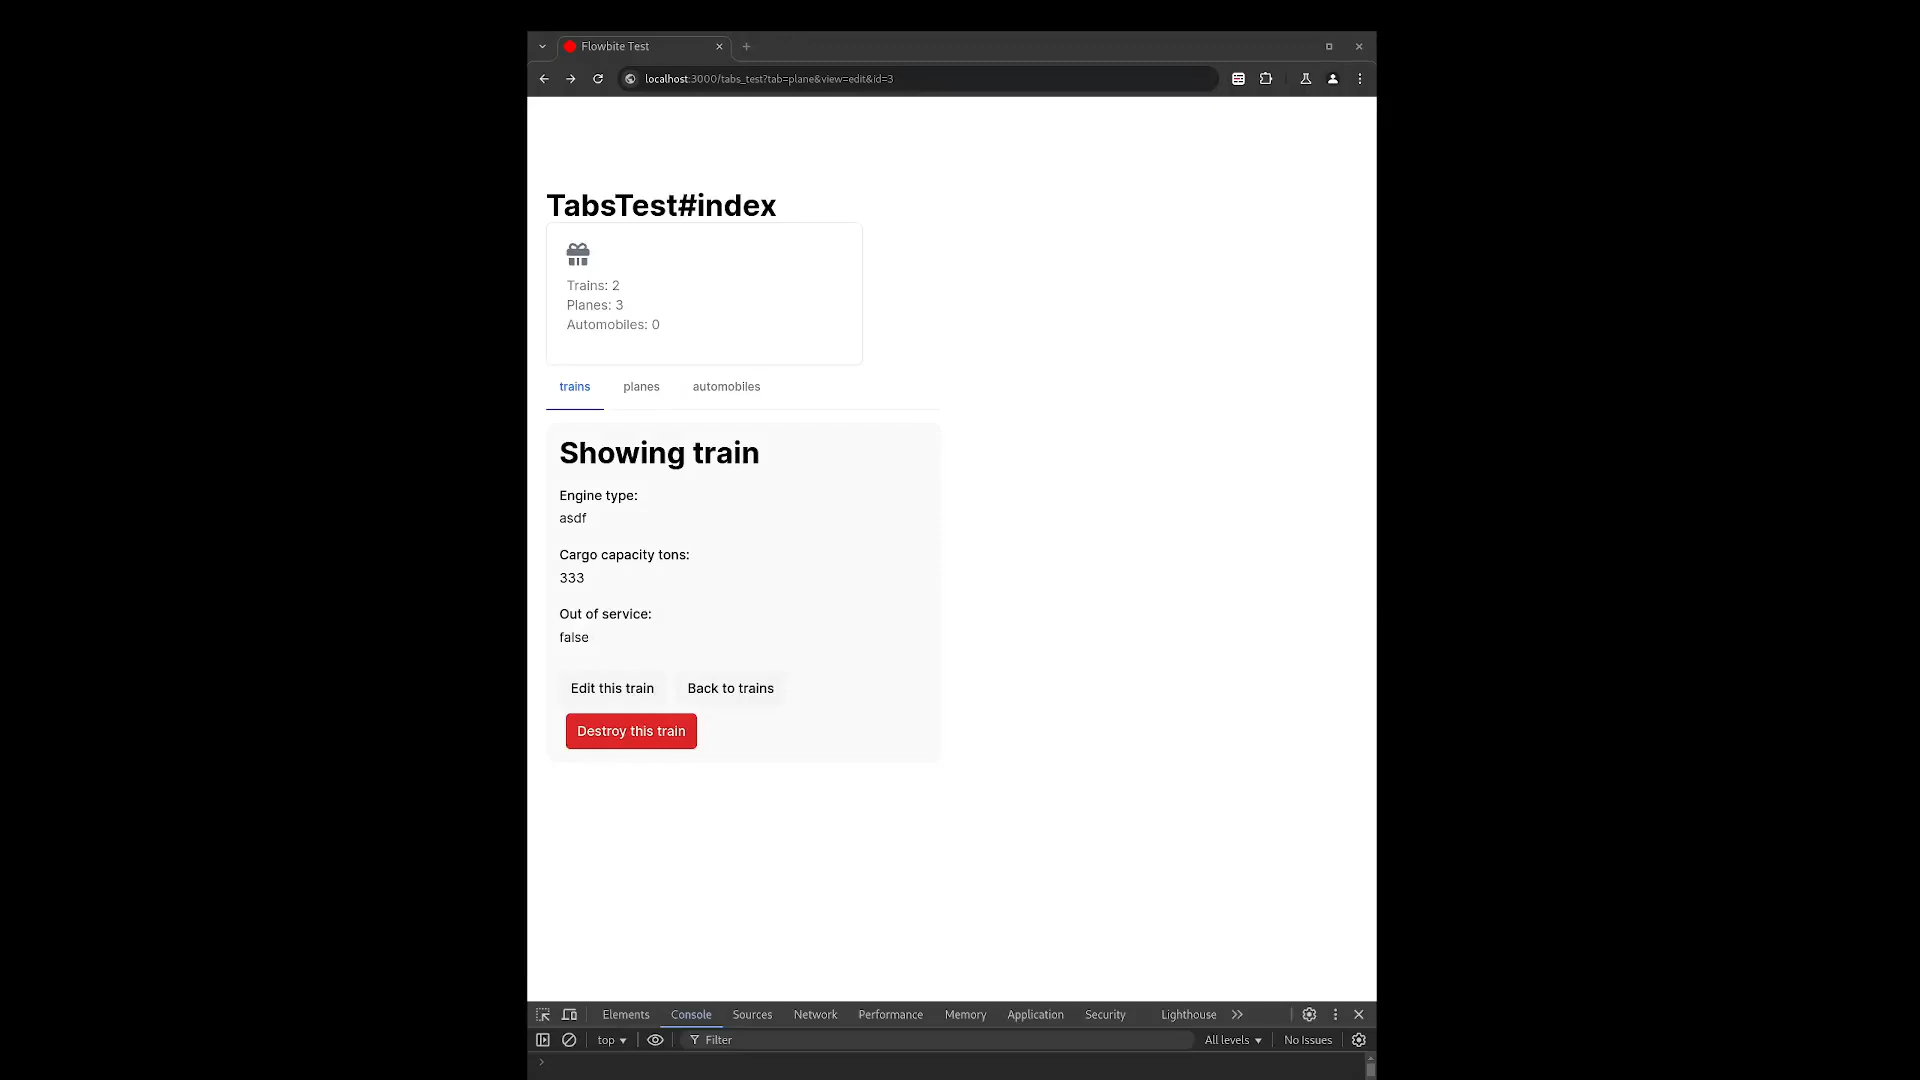 Flowbite Test
localhost:3000/tabs_test?tab=plane&view=edit&id=3
TabsTest#index
Trains: 2
Planes: 3
Automobiles: 0
trains planes automobiles
Showing train
Engine type:
asdf
Cargo capacity tons:
333
Out of service:
false
Edit this train Back to trains
Destroy this train
Elements Console Sources Network Performance Memory Application Security Lighthouse
top Filter All levels No Issues